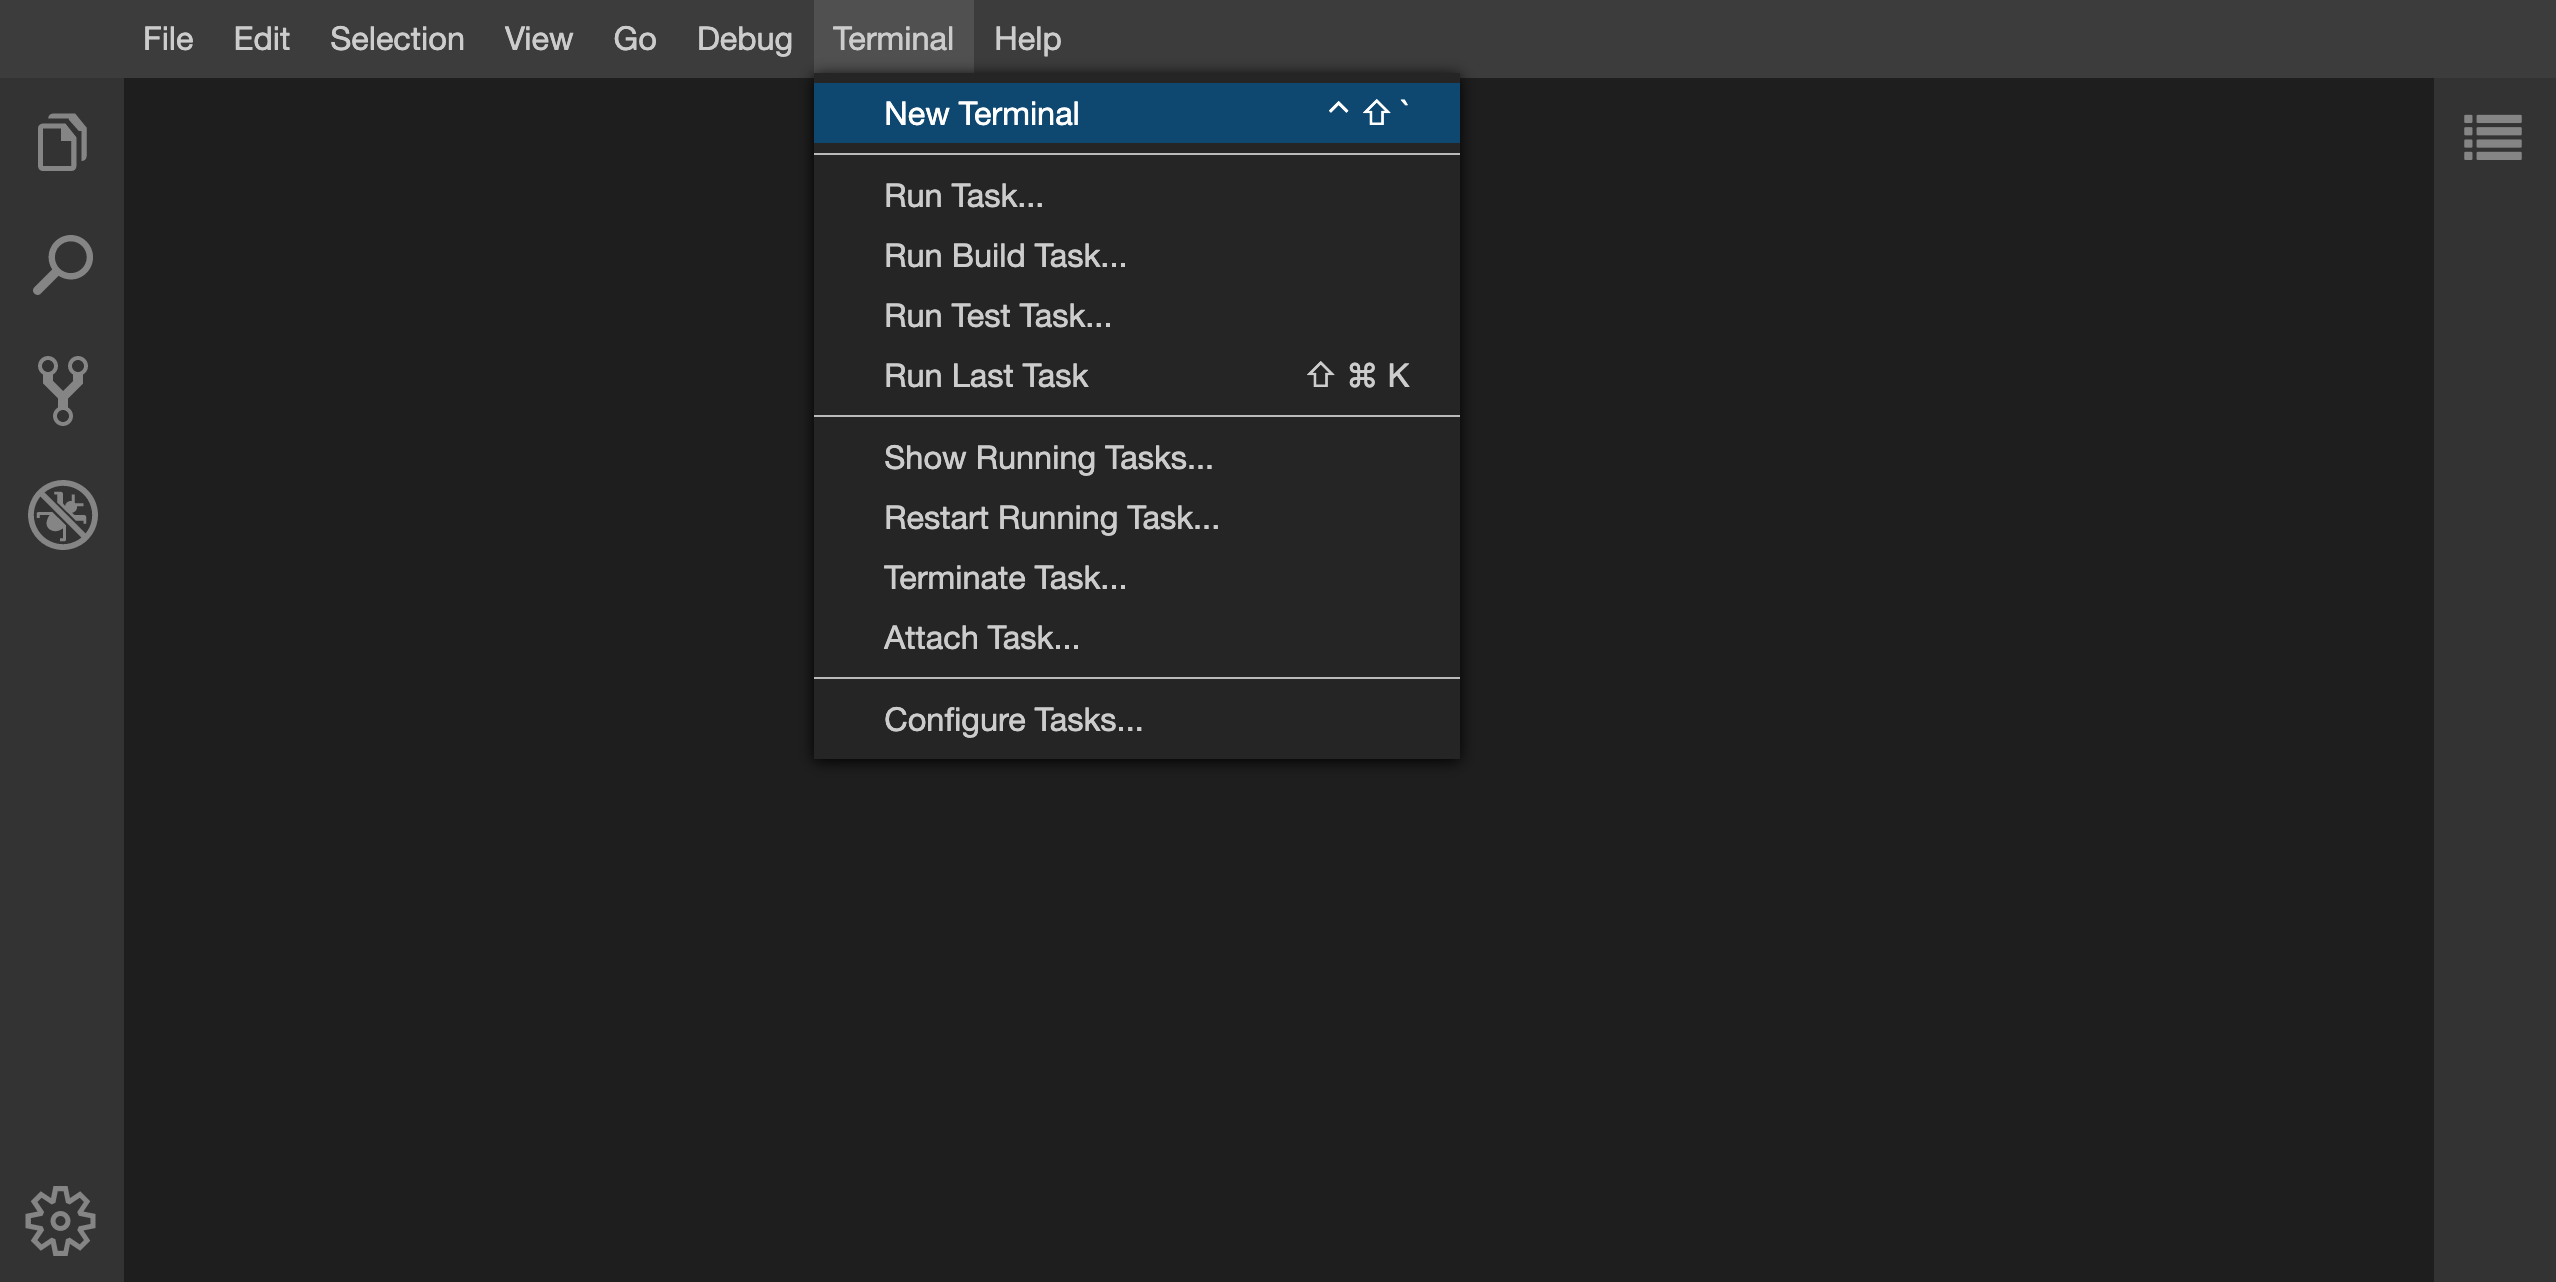 File Edit Selection View Go Debug Terminal Help
New Terminal ^ ⇧ `
Run Task...
Run Build Task...
Run Test Task...
Run Last Task ⇧ ⌘ K
Show Running Tasks...
Restart Running Task...
Terminate Task...
Attach Task...
Configure Tasks...